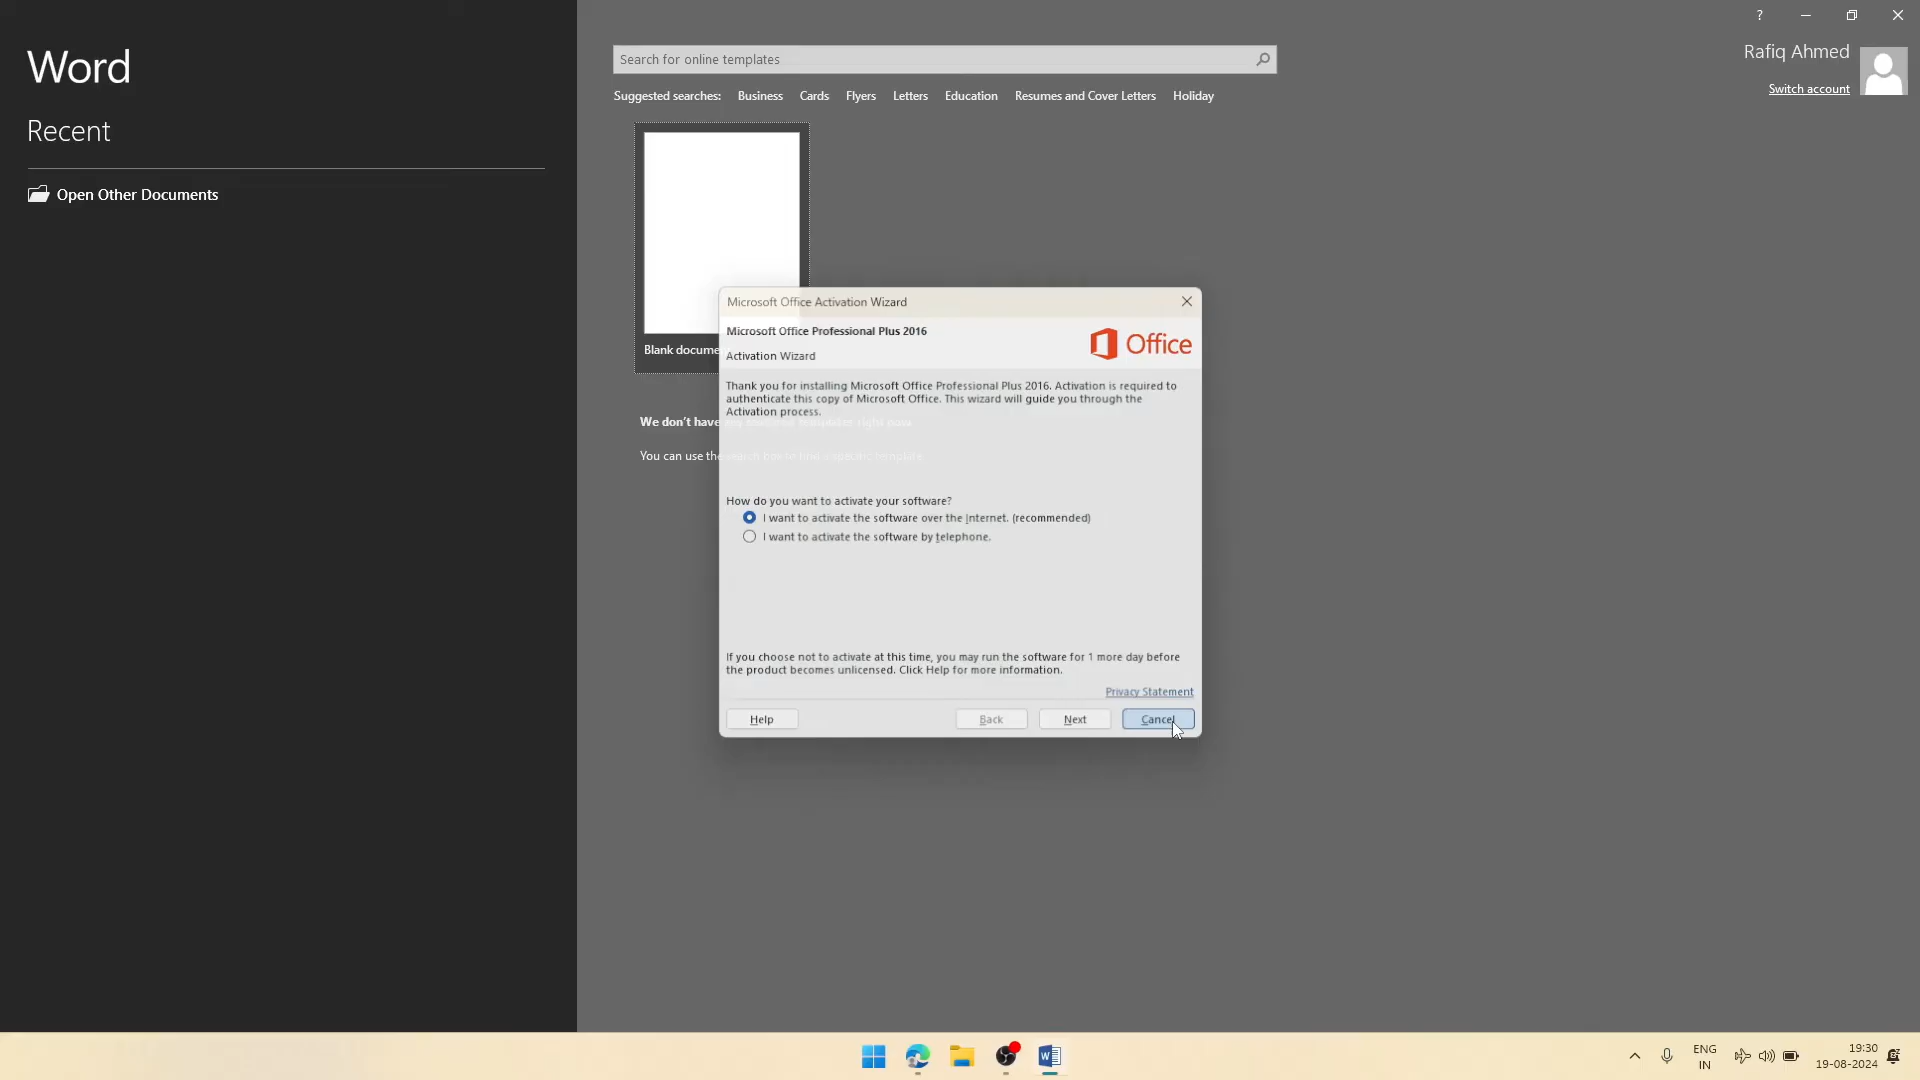 Word
Recent
Open Other Documents
?
Rafiq Ahmed
Switch account
Search for online templates
Suggested searches: Business Cards Flyers Letters Education Resumes and Cover Letters Holiday
Blank docume
We don't have
You can use the
Microsoft Office Activation Wizard
Microsoft Office Professional Plus 2016
Activation Wizard
Office
Thank you for installing Microsoft Office Professional Plus 2016. Activation is required to
authenticate this copy of Microsoft Office. This wizard will guide you through the
Activation process.
How do you want to activate your software?
I want to activate the software over the Internet. (recommended)
I want to activate the software by telephone.
If you choose not to activate at this time, you may run the software for 1 more day before
the product becomes unlicensed. Click Help for more information.
Privacy Statement
Help Back Next Cancel
ENG
IN
19:30
19-08-2024